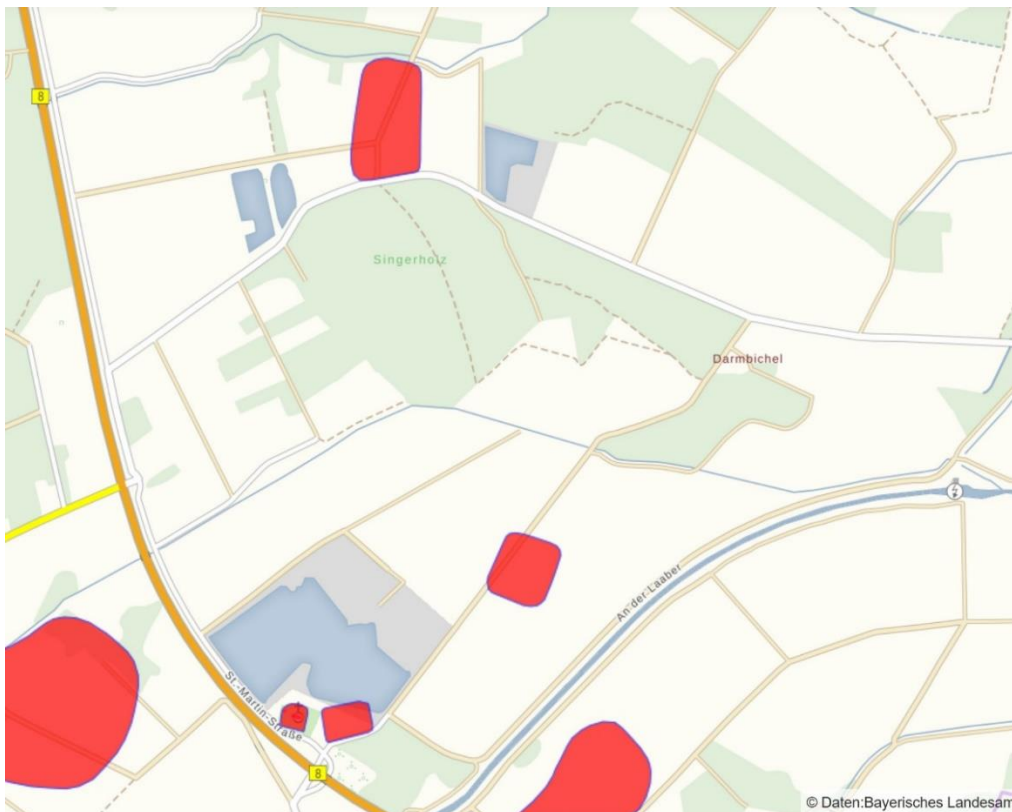 8
Singerholz
Darmbichel
An der Laaber
St.-Martin-Straße
8
© Daten:Bayerisches Landesam